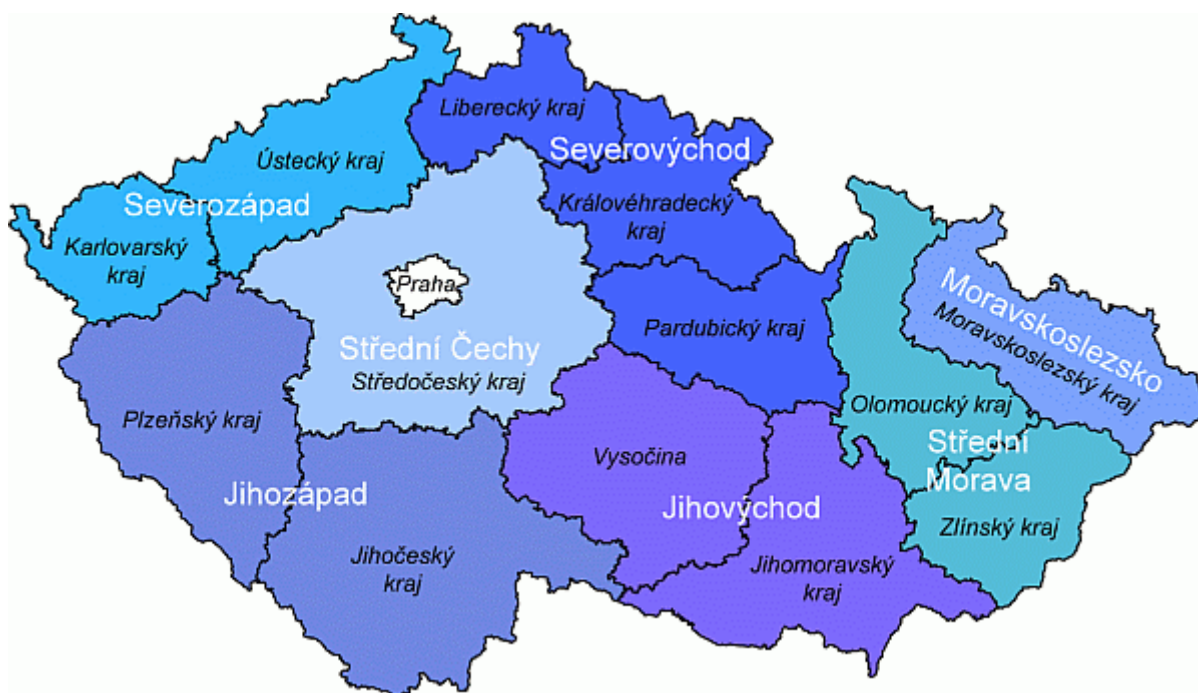 Liberecký kraj
Severovýchod
Ústecký kraj
Severozápad
Královéhradecký
kraj
Karlovarský
kraj
Praha
Moravskoslezsko
Moravskoslezský kraj
Pardubický kraj
Střední Čechy
Středočeský kraj
Plzeňský kraj
Olomoucký kraj
Vysočina
Střední
Morava
Jihozápad
Jihovýchod
Zlínský kraj
Jihočeský
kraj
Jihomoravský
kraj